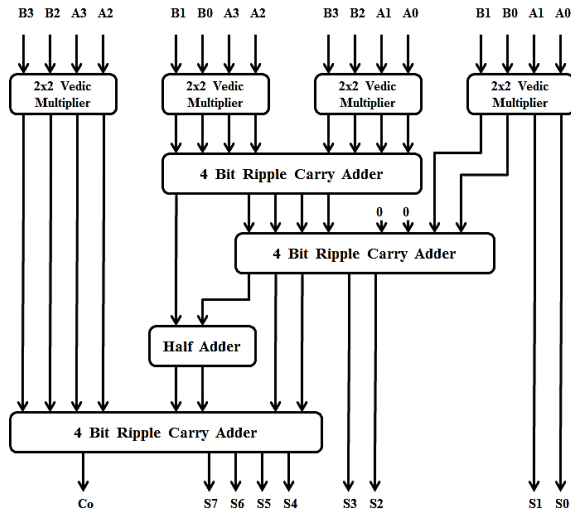 B3 B2 A3 A2 B1 B0 A3 A2 B3 B2 A1 A0 B1 B0 A1 A0
2x2 Vedic
Multiplier
2x2 Vedic
Multiplier
2x2 Vedic
Multiplier
2x2 Vedic
Multiplier
4 Bit Ripple Carry Adder
0 0
4 Bit Ripple Carry Adder
Half Adder
4 Bit Ripple Carry Adder
Co S7 S6 S5 S4 S3 S2 S1 S0